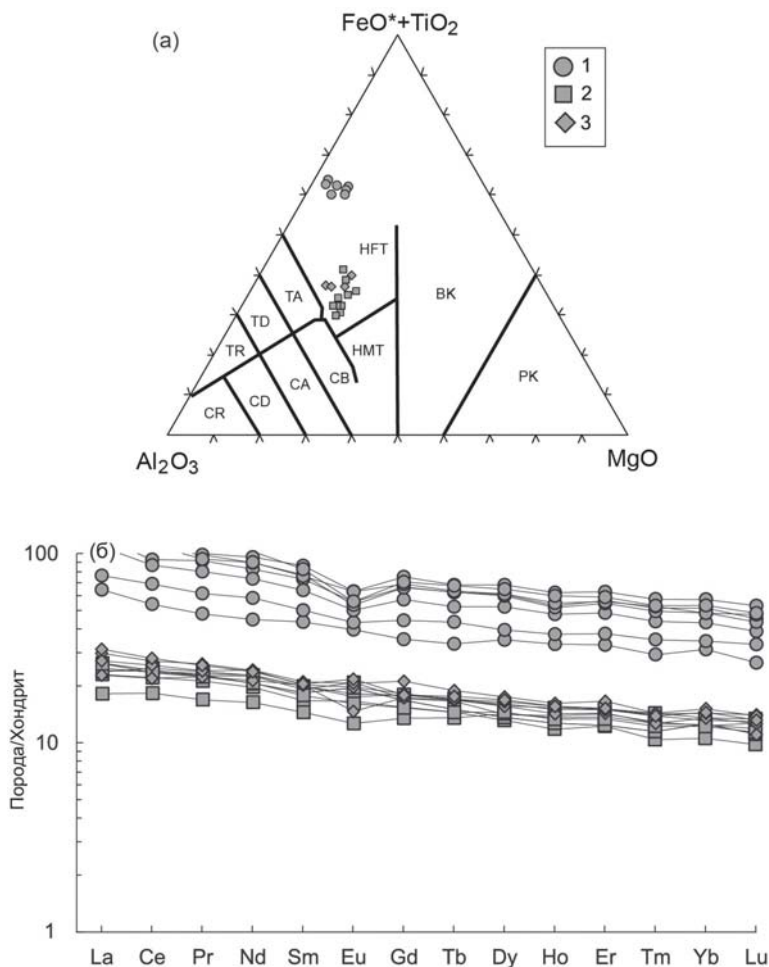 (а)
FeO*+TiO₂
1
2
3
HFT
BK
TA
TD
HMT
TR
CB
PK
CA
CD
CR
Al₂O₃
MgO
(б)
100
10
1
Порода/Хондрит
La Ce Pr Nd Sm Eu Gd Tb Dy Ho Er Tm Yb Lu